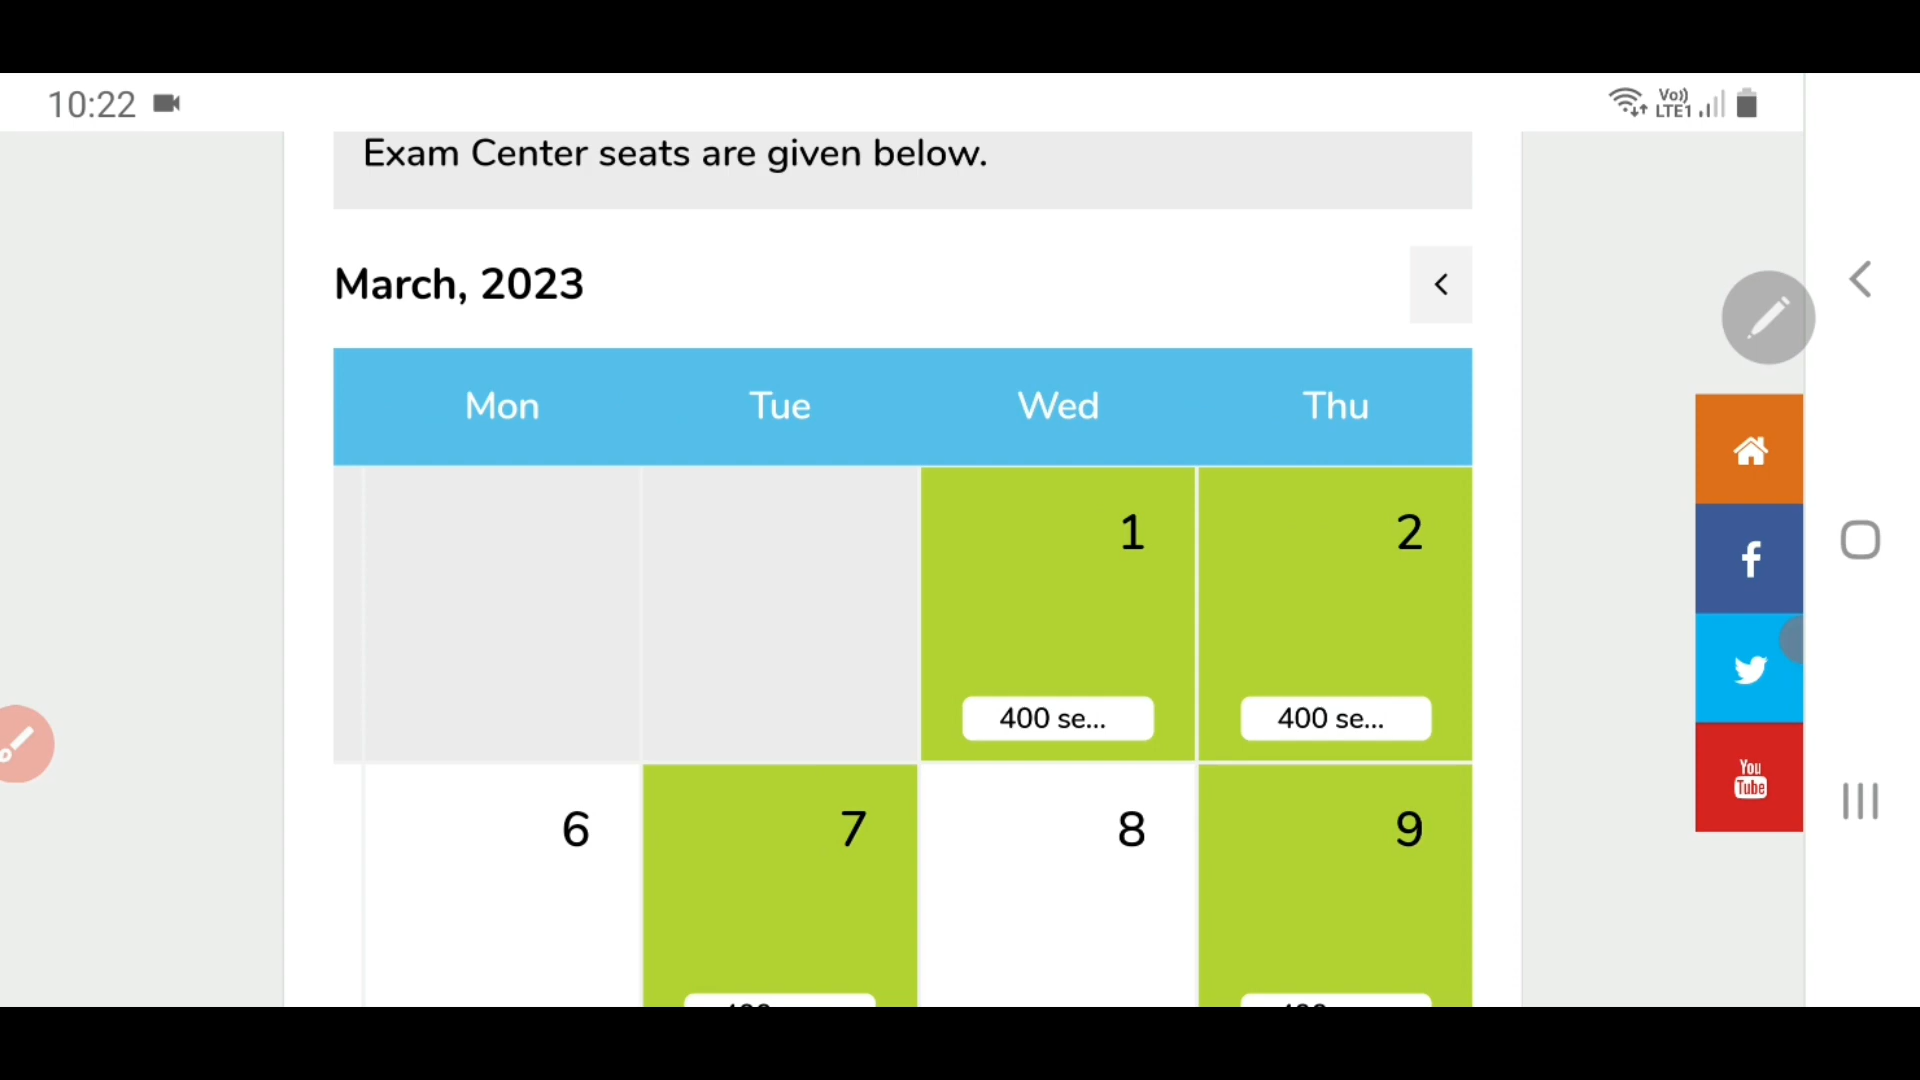 10:22
Vo)) LTE1
Exam Center seats are given below.
March, 2023
Mon Tue Wed Thu
1 2
400 se... 400 se...
6 7 8 9
You Tube